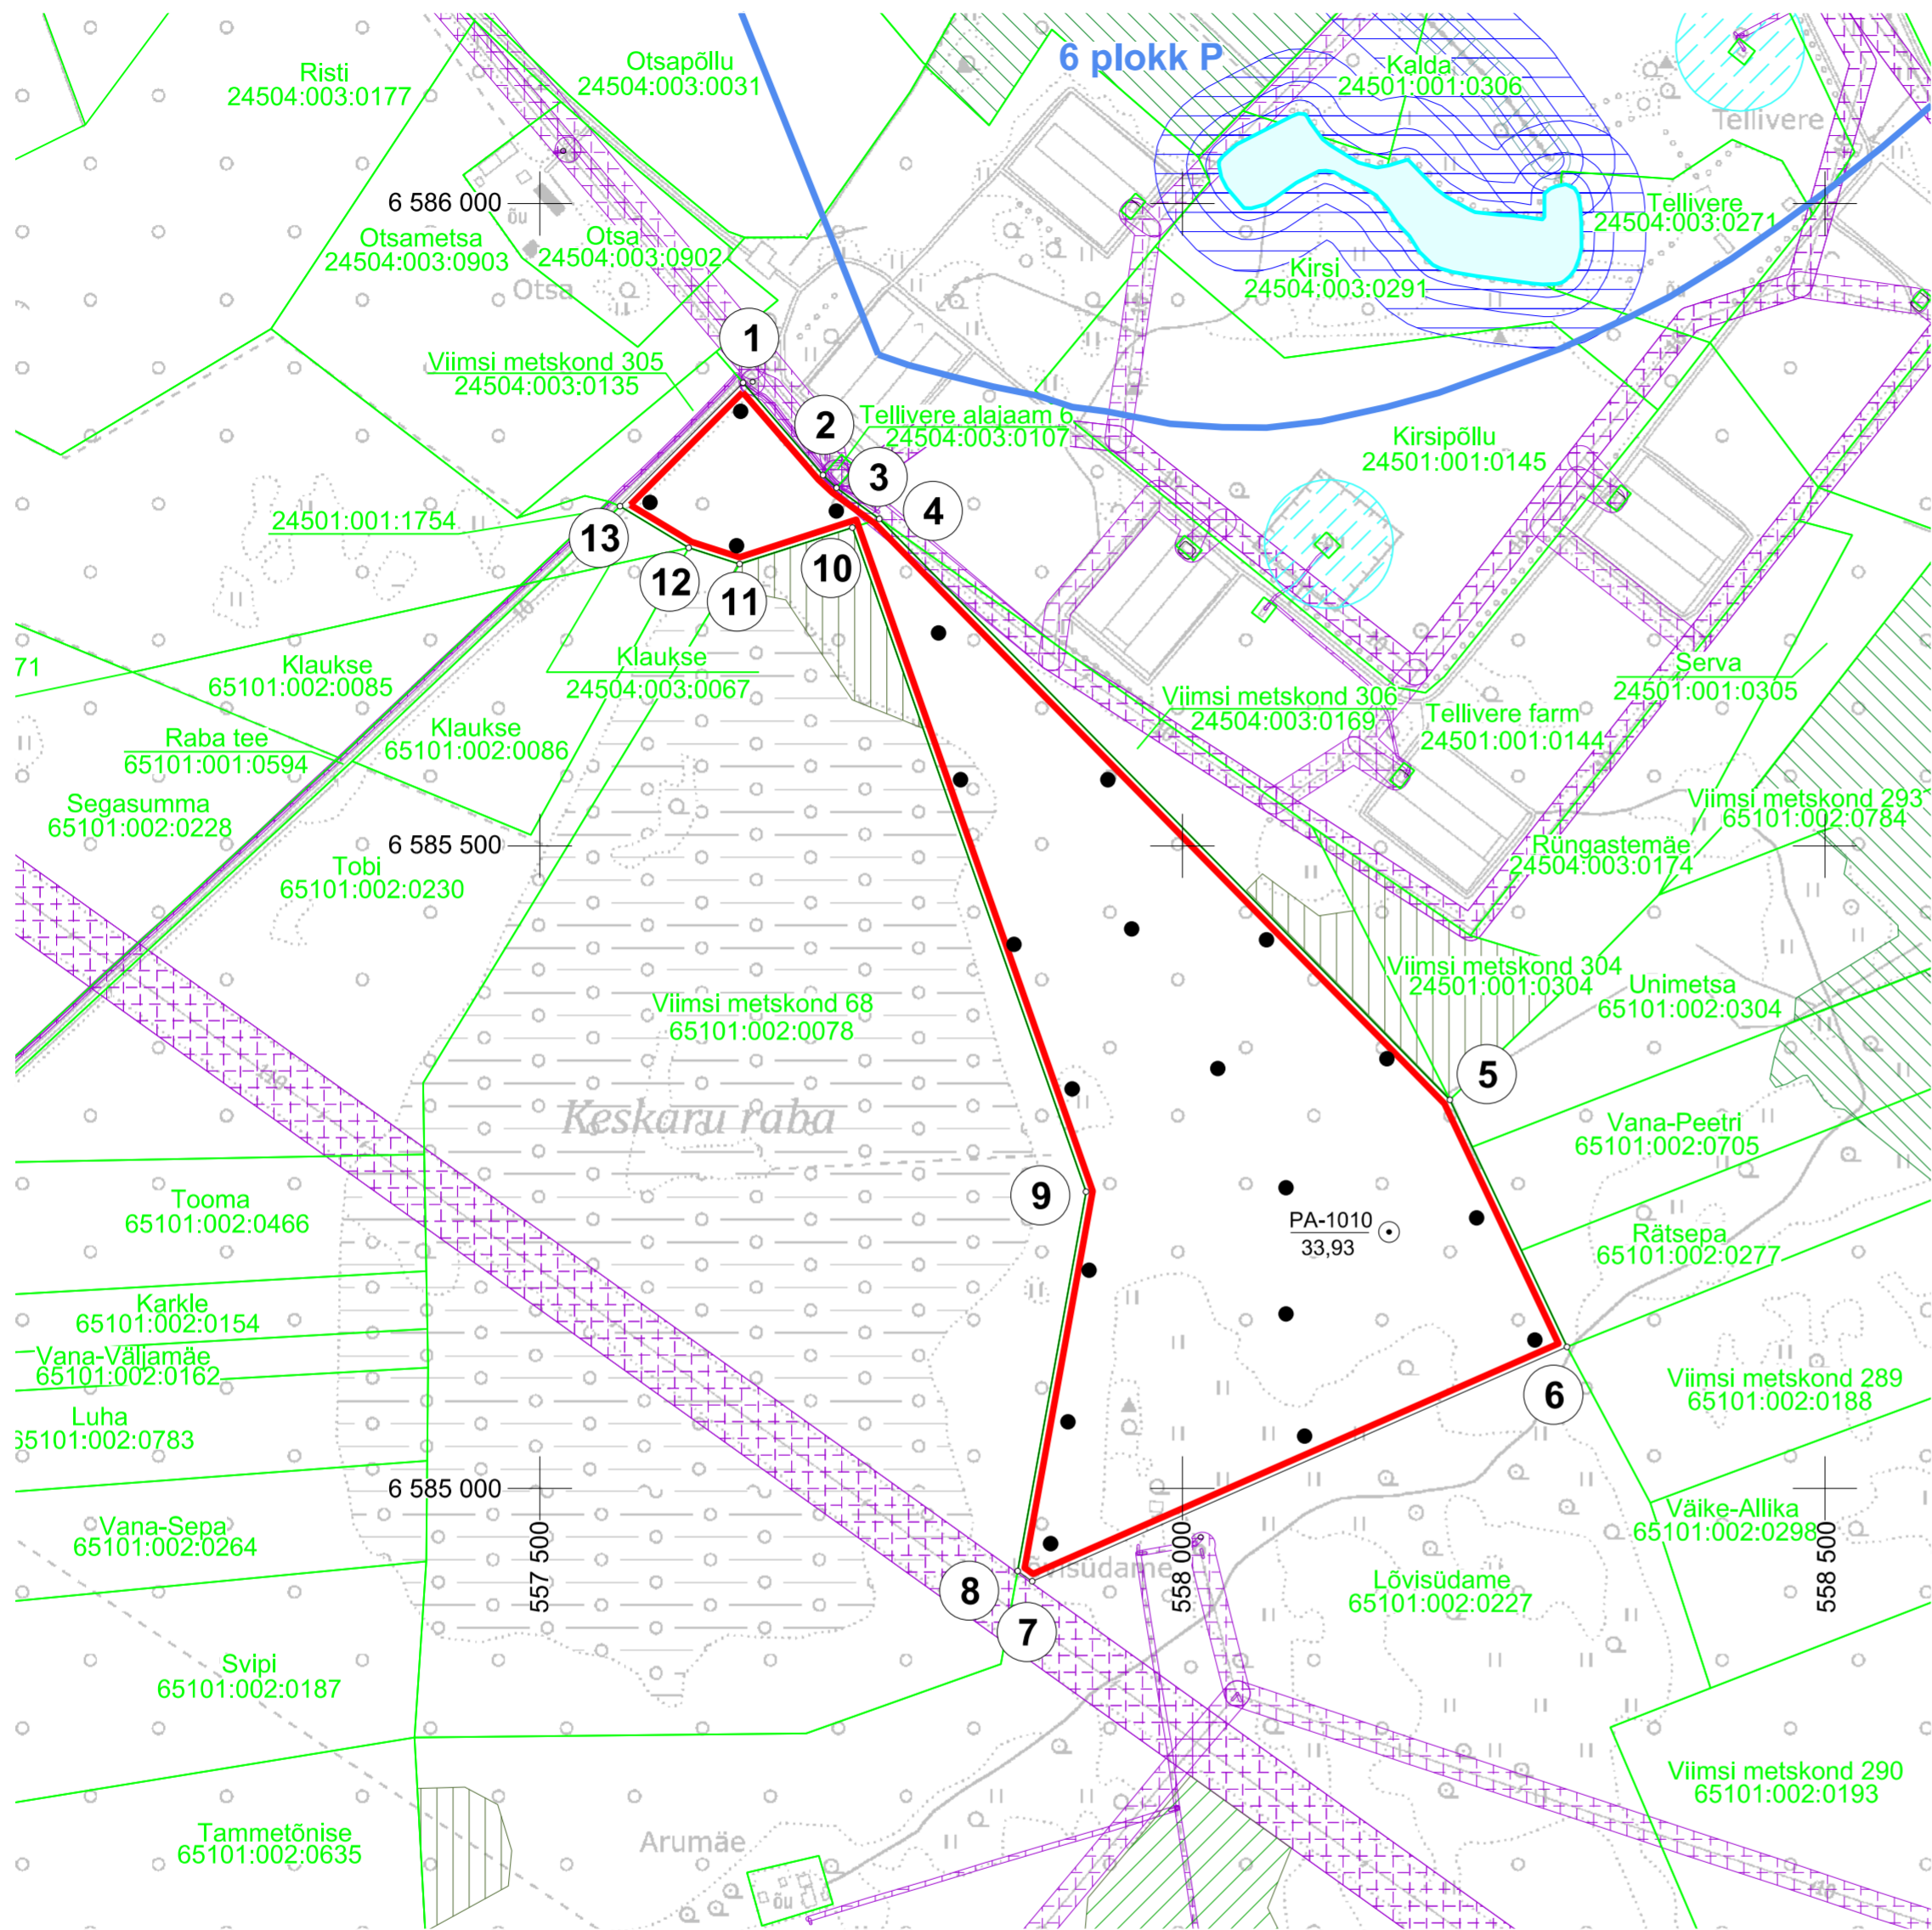 6 plokk P
Risti
24504:003:0177
Otsapõllu
24504:003:0031
Kalda
24501:001:0306
Tellivere
6 586 000
õu
Otsametsa
24504:003:0903
Otsa
24504:003:0902
Otsa
Tellivere
24504:003:0271
Kirsi
24504:003:0291
1
Viimsi metskond 305
24504:003:0135
2
Tellivere alajaam 6
24504:003:0107
Kirsipõllu
24501:001:0145
3
4
24501:001:1754
13
12
11
10
71
Klaukse
65101:002:0085
Klaukse
24504:003:0067
Serva
24501:001:0305
Viimsi metskond 306
24504:003:0169
Tellivere farm
24501:001:0144
Raba tee
65101:001:0594
Klaukse
65101:002:0086
Segasumma
65101:002:0228
Viimsi metskond 293
65101:002:0784
6 585 500
Tobi
65101:002:0230
Rüngastemäe
24504:003:0174
Viimsi metskond 304
24501:001:0304
Unimetsa
65101:002:0304
Viimsi metskond 68
65101:002:0078
110
5
Keskaru raba
Vana-Peetri
65101:002:0705
9
Tooma
65101:002:0466
PA-1010
33,93
Rätsepa
65101:002:0277
Karkle
65101:002:0154
Vana-Väljamäe
65101:002:0162
6
Viimsi metskond 289
65101:002:0188
Luha
65101:002:0783
6 585 000
Vana-Sepa
65101:002:0264
Väike-Allika
65101:002:0298
557 500
558 000
558 500
8
7
Lõvisüdame
65101:002:0227
Svipi
65101:002:0187
Viimsi metskond 290
65101:002:0193
Tammetõnise
65101:002:0635
Arumäe
õu
110